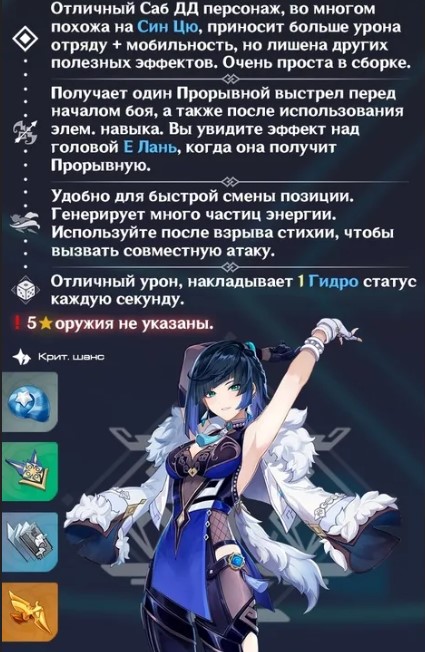 Отличный Саб ДД персонаж, во многом
похожа на Син Цю, приносит больше урона
отряду + мобильность, но лишена других
полезных эффектов. Очень проста в сборке.
Получает один Прорывной выстрел перед
началом боя, а также после использования
элем. навыка. Вы увидите эффект над
головой Е Лань, когда она получит
Прорывную.
Удобно для быстрой смены позиции.
Генерирует много частиц энергии.
Используйте после взрыва стихии, чтобы
вызвать совместную атаку.
Отличный урон, накладывает 1 Гидро статус
каждую секунду.
❗5★оружия не указаны.
Крит. шанс